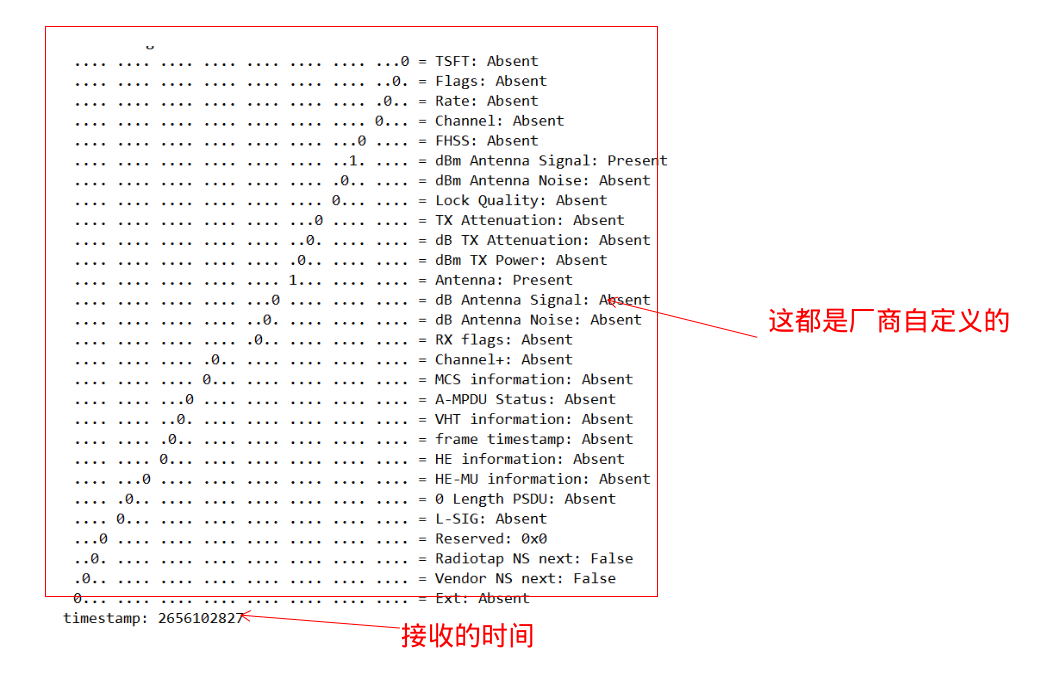 .... .... .... .... .... .... .... ...0 = TSFT: Absent
.... .... .... .... .... .... .... ..0. = Flags: Absent
.... .... .... .... .... .... .... .0.. = Rate: Absent
.... .... .... .... .... .... .... 0... = Channel: Absent
.... .... .... .... .... .... ...0 .... = FHSS: Absent
.... .... .... .... .... .... ..1. .... = dBm Antenna Signal: Present
.... .... .... .... .... .... .0.. .... = dBm Antenna Noise: Absent
.... .... .... .... .... .... 0... .... = Lock Quality: Absent
.... .... .... .... .... ...0 .... .... = TX Attenuation: Absent
.... .... .... .... .... ..0. .... .... = dB TX Attenuation: Absent
.... .... .... .... .... .0.. .... .... = dBm TX Power: Absent
.... .... .... .... .... 1... .... .... = Antenna: Present
.... .... .... .... ...0 .... .... .... = dB Antenna Signal: Absent
.... .... .... .... ..0. .... .... .... = dB Antenna Noise: Absent
.... .... .... .... .0.. .... .... .... = RX flags: Absent
.... .... .... ..0.. .... .... .... .... = Channel+: Absent
.... .... .... 0... .... .... .... .... = MCS information: Absent
.... .... ...0 .... .... .... .... .... = A-MPDU Status: Absent
.... .... ..0. .... .... .... .... .... = VHT information: Absent
.... .... .0.. .... .... .... .... .... = frame timestamp: Absent
.... .... 0... .... .... .... .... .... = HE information: Absent
.... ...0 .... .... .... .... .... .... = HE-MU information: Absent
.... .0.. .... .... .... .... .... .... = 0 Length PSDU: Absent
.... 0... .... .... .... .... .... .... = L-SIG: Absent
...0 .... .... .... .... .... .... .... = Reserved: 0x0
..0. .... .... .... .... .... .... .... = Radiotap NS next: False
.0.. .... .... .... .... .... .... .... = Vendor NS next: False
0... .... .... .... .... .... .... .... = Ext: Absent
timestamp: 2656102827
这都是厂商自定义的
接收的时间